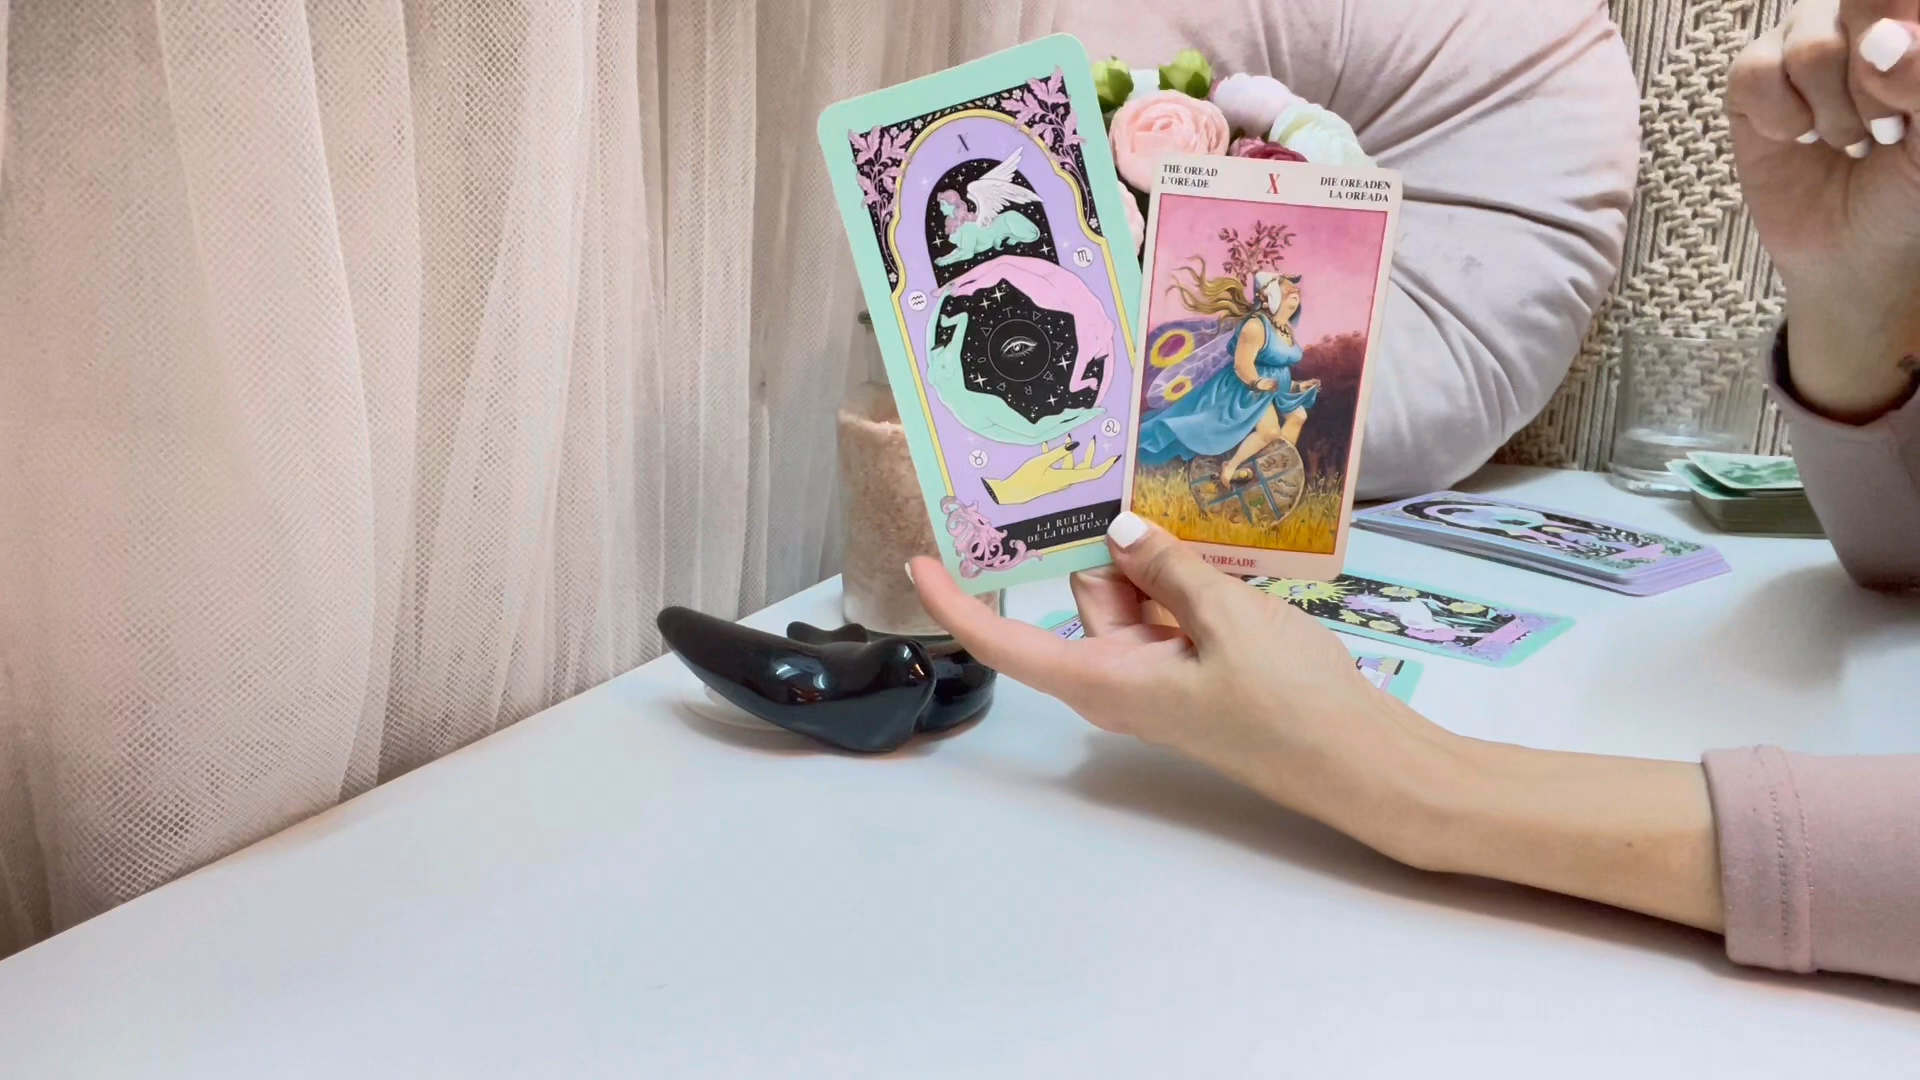 X
LA RUEDA
DE LA FORTUNA
THE OREAD
L'OREADE
X
DIE OREADEN
LA OREADA
L'OREADE